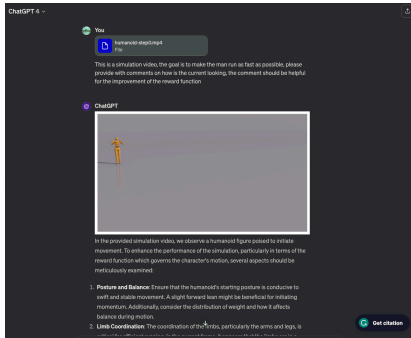 ChatGPT 4
You
humanoid-step0.mp4
File
This is a simulation video, the goal is to make the man run as fast as possible, please
provide with comments on how is the current looking, the comment should be helpful
for the improvement of the reward function
ChatGPT
In the provided simulation video, we observe a humanoid figure poised to initiate
movement. To enhance the performance of the simulation, particularly in terms of the
reward function which governs the character's motion, several aspects should be
meticulously examined:
1. Posture and Balance: Ensure that the humanoid's starting posture is conducive to
swift and stable movement. A slight forward lean might be beneficial for initiating
momentum. Additionally, consider the distribution of weight and how it affects
balance during motion.
2. Limb Coordination: The coordination of the limbs, particularly the arms and legs, is
G Get citation